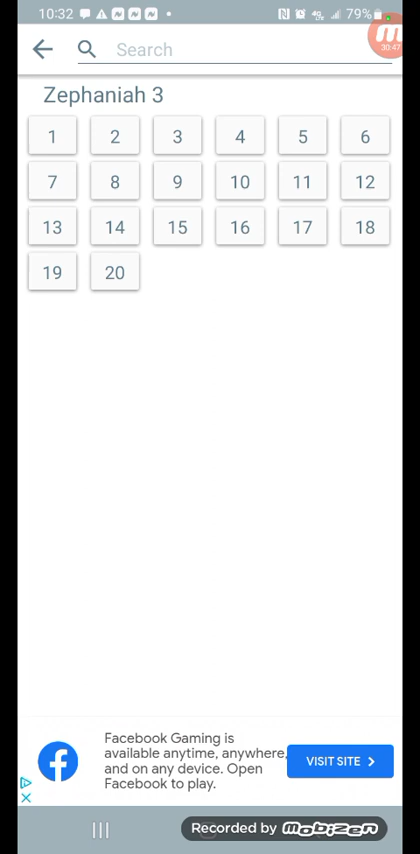 10:32 79%
30:47
Search
Zephaniah 3
1 2 3 4 5 6
7 8 9 10 11 12
13 14 15 16 17 18
19 20
Facebook Gaming is
available anytime, anywhere,
and on any device. Open
Facebook to play.
VISIT SITE
Recorded by mobizen